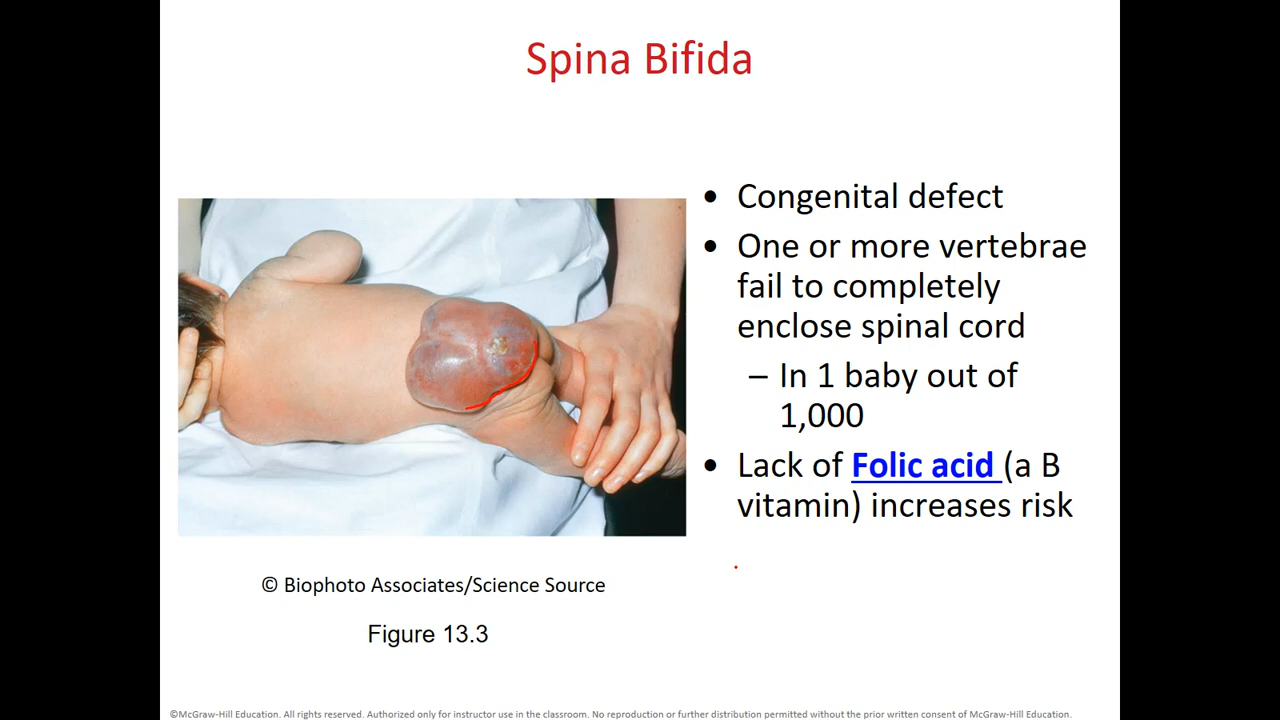 Spina Bifida
• Congenital defect
• One or more vertebrae
fail to completely
enclose spinal cord
– In 1 baby out of
1,000
• Lack of Folic acid (a B
vitamin) increases risk
© Biophoto Associates/Science Source
Figure 13.3
©McGraw-Hill Education. All rights reserved. Authorized only for instructor use in the classroom. No reproduction or further distribution permitted without the prior written consent of McGraw-Hill Education.